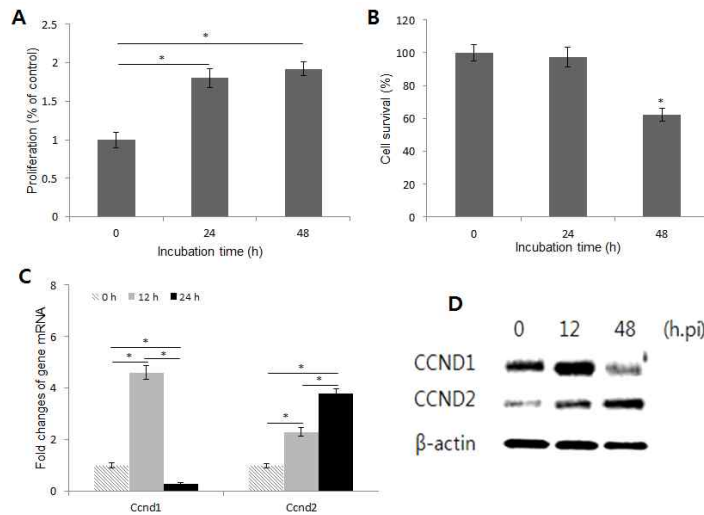 A
Proliferation (% of control)
2.5
2
1.5
1
0.5
0
* *
0 24 48
Incubation time (h)
B
Cell survival (%)
120
100
80
60
40
20
0
*
0 24 48
Incubation time (h)
C
Fold changes of gene mRNA
8
6
4
2
0
0 h 12 h 24 h
* * *
* * *
Ccnd1 Ccnd2
D
0 12 48 (h.pi)
CCND1
CCND2
β-actin